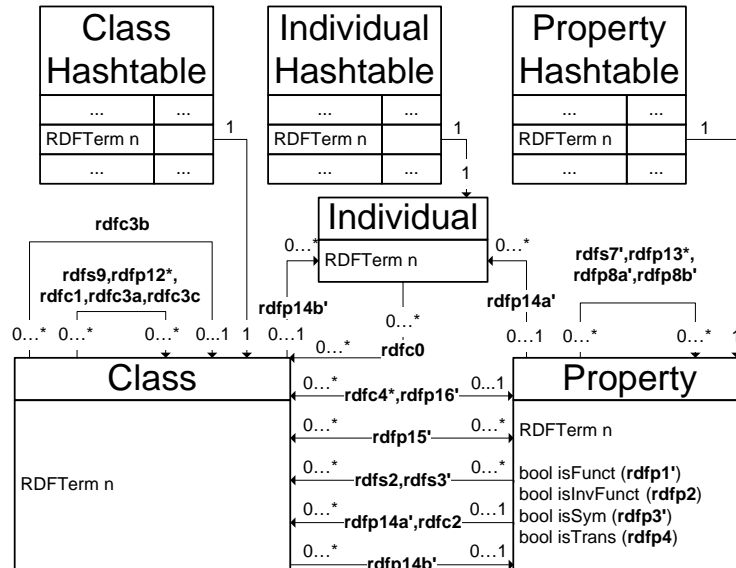 Class
Hashtable
... ...
RDFTerm n
... ...
Individual
Hashtable
... ...
RDFTerm n
... ...
Property
Hashtable
... ...
RDFTerm n
... ...
1
1
1
1
Individual
RDFTerm n
rdfc3b
0...*
0...*
rdfs7',rdfp13*,
rdfp8a',rdfp8b'
rdfs9,rdfp12*,
rdfc1,rdfc3a,rdfc3c
rdfp14b'
rdfp14a'
0...*
0...* 0...* 0...* 0...1 1 0...1
0...1 0...* 0...* 1
0...* rdfc0
Class
RDFTerm n
Property
RDFTerm n
bool isFunct (rdfp1')
bool isInvFunct (rdfp2)
bool isSym (rdfp3')
bool isTrans (rdfp4)
0...* 0...1
rdfc4*,rdfp16'
0...* 0...*
rdfp15'
0...* 0...*
rdfs2,rdfs3'
0...* 0...1
rdfp14a',rdfc2
0...* 0...1
rdfp14b'